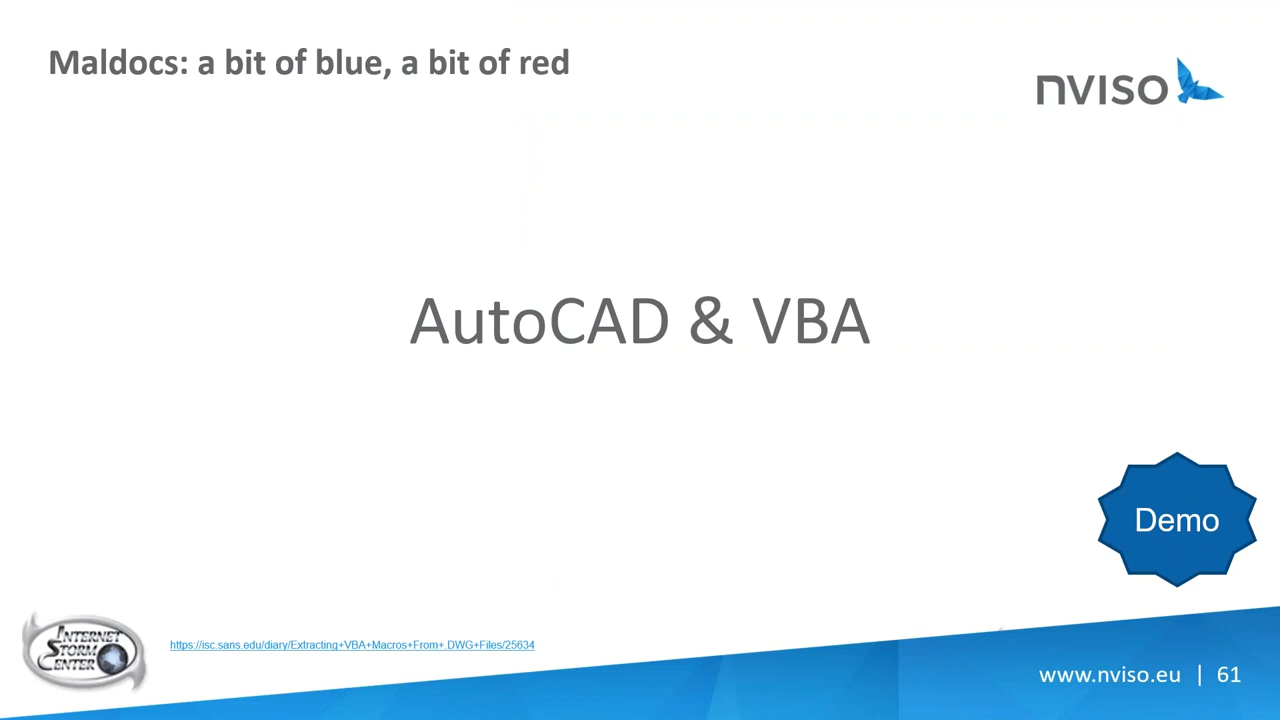 Maldocs: a bit of blue, a bit of red
nviso
AutoCAD & VBA
Demo
INTERNET
STORM
CENTER
https://isc.sans.edu/diary/Extracting+VBA+Macros+From+.DWG+Files/25634
www.nviso.eu | 61